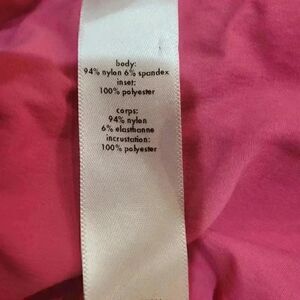 body:
94% nylon 6% spandex
inset:
100% polyester
corps:
94% nylon
6% elasthanne
incrustation:
100% polyester